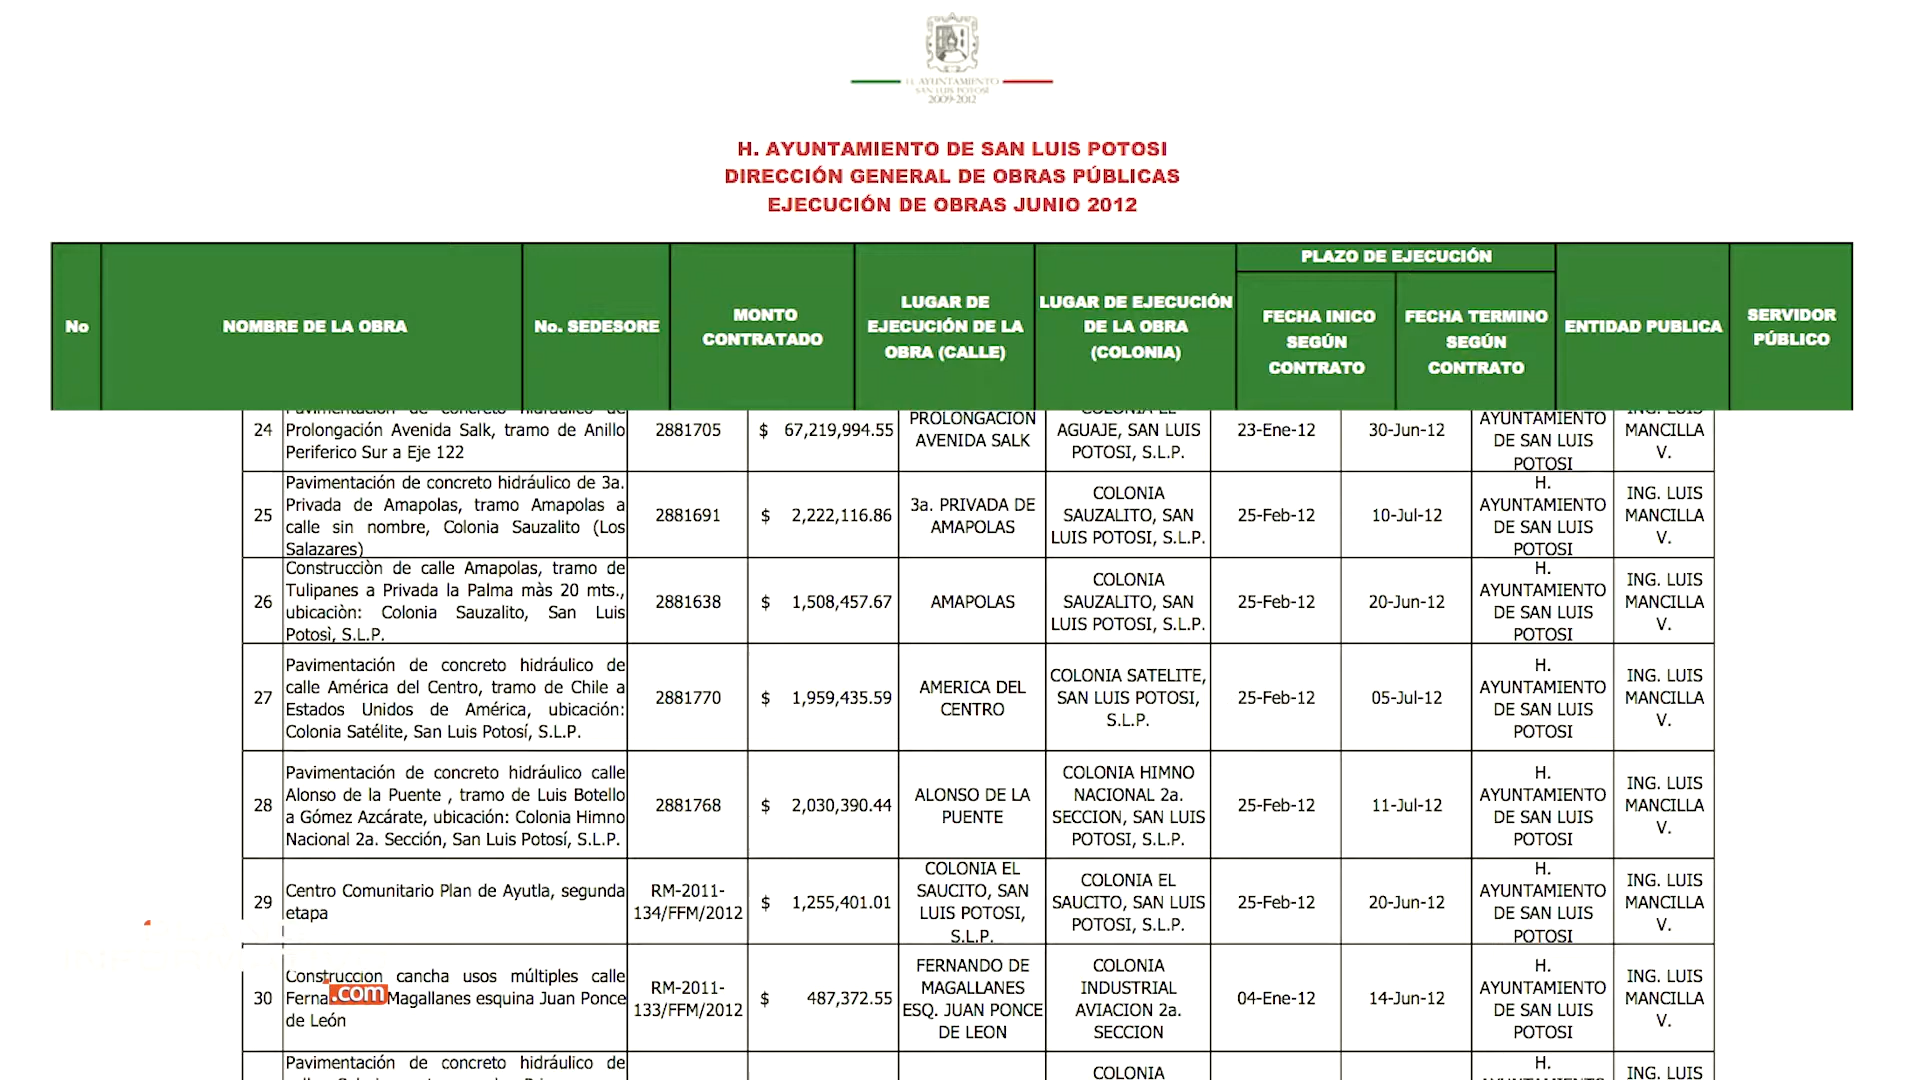 H. AYUNTAMIENTO
SAN LUIS POTOSÍ
2009-2012
H. AYUNTAMIENTO DE SAN LUIS POTOSI
DIRECCIÓN GENERAL DE OBRAS PÚBLICAS
EJECUCIÓN DE OBRAS JUNIO 2012
No
NOMBRE DE LA OBRA
No. SEDESORE
MONTO
CONTRATADO
LUGAR DE
EJECUCIÓN DE LA
OBRA (CALLE)
LUGAR DE EJECUCIÓN
DE LA OBRA
(COLONIA)
PLAZO DE EJECUCIÓN
FECHA INICO
SEGÚN
CONTRATO
FECHA TERMINO
SEGÚN
CONTRATO
ENTIDAD PUBLICA
SERVIDOR
PÚBLICO
24
Pavimentación de concreto hidráulico de
Prolongación Avenida Salk, tramo de Anillo
Periferico Sur a Eje 122
2881705
$ 67,219,994.55
PROLONGACION
AVENIDA SALK
COLONIA EL
AGUAJE, SAN LUIS
POTOSI, S.L.P.
23-Ene-12
30-Jun-12
AYUNTAMIENTO
DE SAN LUIS
POTOSI
ING. LUIS
MANCILLA
V.
25
Pavimentación de concreto hidráulico de 3a.
Privada de Amapolas, tramo Amapolas a
calle sin nombre, Colonia Sauzalito (Los
Salazares)
2881691
$ 2,222,116.86
3a. PRIVADA DE
AMAPOLAS
COLONIA
SAUZALITO, SAN
LUIS POTOSI, S.L.P.
25-Feb-12
10-Jul-12
H.
AYUNTAMIENTO
DE SAN LUIS
POTOSI
ING. LUIS
MANCILLA
V.
26
Construcciòn de calle Amapolas, tramo de
Tulipanes a Privada la Palma màs 20 mts.,
ubicaciòn: Colonia Sauzalito, San Luis
Potosì, S.L.P.
2881638
$ 1,508,457.67
AMAPOLAS
COLONIA
SAUZALITO, SAN
LUIS POTOSI, S.L.P.
25-Feb-12
20-Jun-12
H.
AYUNTAMIENTO
DE SAN LUIS
POTOSI
ING. LUIS
MANCILLA
V.
27
Pavimentación de concreto hidráulico de
calle América del Centro, tramo de Chile a
Estados Unidos de América, ubicación:
Colonia Satélite, San Luis Potosí, S.L.P.
2881770
$ 1,959,435.59
AMERICA DEL
CENTRO
COLONIA SATELITE,
SAN LUIS POTOSI,
S.L.P.
25-Feb-12
05-Jul-12
H.
AYUNTAMIENTO
DE SAN LUIS
POTOSI
ING. LUIS
MANCILLA
V.
28
Pavimentación de concreto hidráulico calle
Alonso de la Puente , tramo de Luis Botello
a Gómez Azcárate, ubicación: Colonia Himno
Nacional 2a. Sección, San Luis Potosí, S.L.P.
2881768
$ 2,030,390.44
ALONSO DE LA
PUENTE
COLONIA HIMNO
NACIONAL 2a.
SECCION, SAN LUIS
POTOSI, S.L.P.
25-Feb-12
11-Jul-12
H.
AYUNTAMIENTO
DE SAN LUIS
POTOSI
ING. LUIS
MANCILLA
V.
29
Centro Comunitario Plan de Ayutla, segunda
etapa
RM-2011-
134/FFM/2012
$ 1,255,401.01
COLONIA EL
SAUCITO, SAN
LUIS POTOSI,
S.L.P.
COLONIA EL
SAUCITO, SAN LUIS
POTOSI, S.L.P.
25-Feb-12
20-Jun-12
H.
AYUNTAMIENTO
DE SAN LUIS
POTOSI
ING. LUIS
MANCILLA
V.
30
Construccion cancha usos múltiples calle
Ferna .com Magallanes esquina Juan Ponce
de León
RM-2011-
133/FFM/2012
$ 487,372.55
FERNANDO DE
MAGALLANES
ESQ. JUAN PONCE
DE LEON
COLONIA
INDUSTRIAL
AVIACION 2a.
SECCION
04-Ene-12
14-Jun-12
H.
AYUNTAMIENTO
DE SAN LUIS
POTOSI
ING. LUIS
MANCILLA
V.
Pavimentación de concreto hidráulico de
COLONIA
H.
ING. LUIS